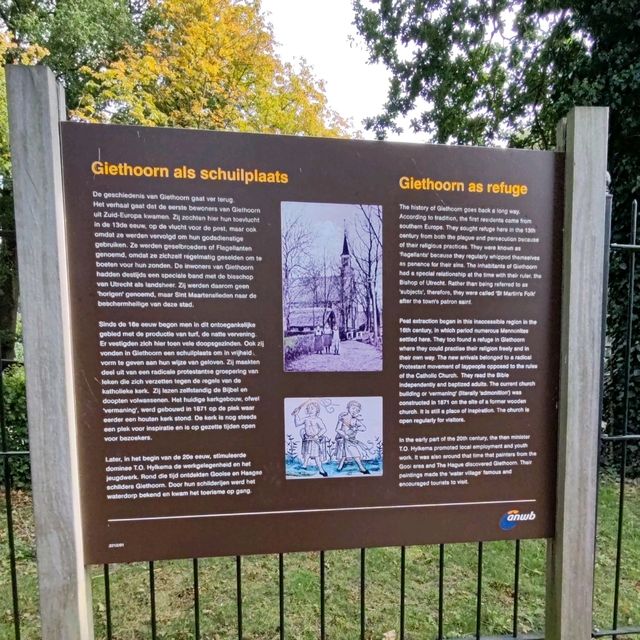 Giethoorn als schuilplaats
De geschiedenis van Giethoorn gaat ver terug.
Het verhaal gaat dat de eerste bewoners van Giethoorn
uit Zuid-Europa kwamen. Zij zochten hier hun toevlucht
in de 13de eeuw, op de vlucht voor de pest, maar ook
omdat ze werden vervolgd om hun godsdienstige
gebruiken. Ze werden geselbroeders of Flagellanten
genoemd, omdat ze zichzelf regelmatig geselden om te
boeten voor hun zonden. De inwoners van Giethoorn
hadden destijds een speciale band met de bisschop
van Utrecht als landsheer. Zij werden daarom geen
'horigen' genoemd, maar Sint Maartenslieden naar de
beschermheilige van deze stad.
Sinds de 16e eeuw begon men in dit ontoegankelijke
gebied met de productie van turf, de natte vervening.
Er vestigden zich hier toen vele doopsgezinden. Ook zij
vonden in Giethoorn een schuilplaats om in vrijheid,
vorm te geven aan hun wijze van geloven. Zij maakten
deel uit van een radicale protestantse groepering van
leken die zich verzetten tegen de regels van de
katholieke kerk. Zij lezen zelfstandig de Bijbel en
doopten volwassenen. Het huidige kerkgebouw, ofwel
'vermaning', werd gebouwd in 1871 op de plek waar
eerder een houten kerk stond. De kerk is nog steeds
een plek voor inspiratie en is op gezette tijden open
voor bezoekers.
Later, in het begin van de 20e eeuw, stimuleerde
dominee T.O. Hylkema de werkgelegenheid en het
jeugdwerk. Rond die tijd ontdekten Gooise en Haagse
schilders Giethoorn. Door hun schilderijen werd het
waterdorp bekend en kwam het toerisme op gang.
Giethoorn as refuge
The history of Giethoorn goes back a long way.
According to tradition, the first residents came from
southern Europe. They sought refuge here in the 13th
century from both the plague and persecution because
of their religious practices. They were known as
'flagellants' because they regularly whipped themselves
as penance for their sins. The inhabitants of Giethoorn
had a special relationship at the time with their ruler, the
Bishop of Utrecht. Rather than being referred to as
'subjects', therefore, they were called 'St Martin's Folk'
after the town's patron saint.
Peat extraction began in this inaccessible region in the
16th century, in which period numerous Mennonites
settled here. They too found a refuge in Giethoorn
where they could practise their religion freely and in
their own way. The new arrivals belonged to a radical
Protestant movement of laypeople opposed to the rules
of the Catholic Church. They read the Bible
independently and baptized adults. The current church
building or 'vermaning' (literally 'admonition') was
constructed in 1871 on the site of a former wooden
church. It is still a place of inspiration. The church is
open regularly for visitors.
In the early part of the 20th century, the then minister
T.O. Hylkema promoted local employment and youth
work. It was also around that time that painters from the
Gooi area and The Hague discovered Giethoorn. Their
paintings made the 'water village' famous and
encouraged tourists to visit.
anwb